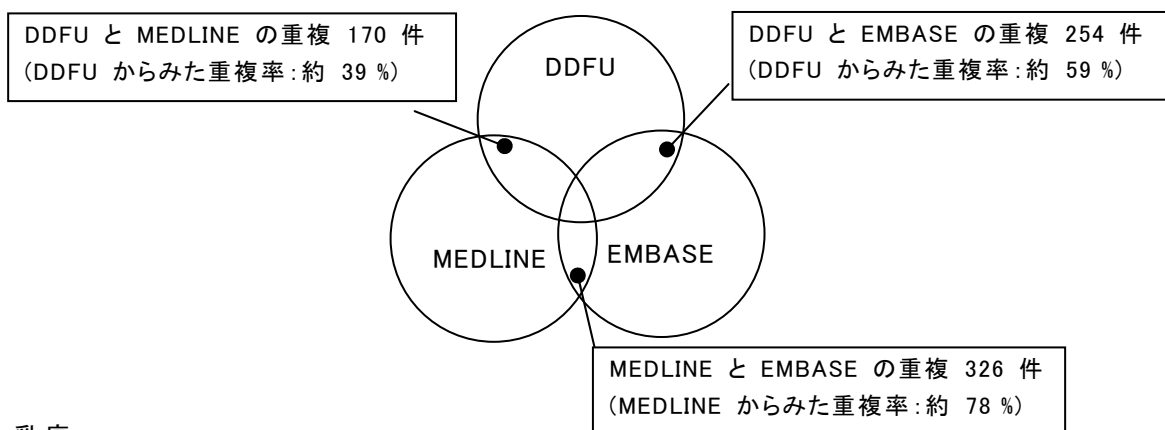 DDFU と MEDLINE の重複 170 件
(DDFU からみた重複率:約 39 %)
DDFU と EMBASE の重複 254 件
(DDFU からみた重複率:約 59 %)
DDFU
MEDLINE
EMBASE
MEDLINE と EMBASE の重複 326 件
(MEDLINE からみた重複率:約 78 %)